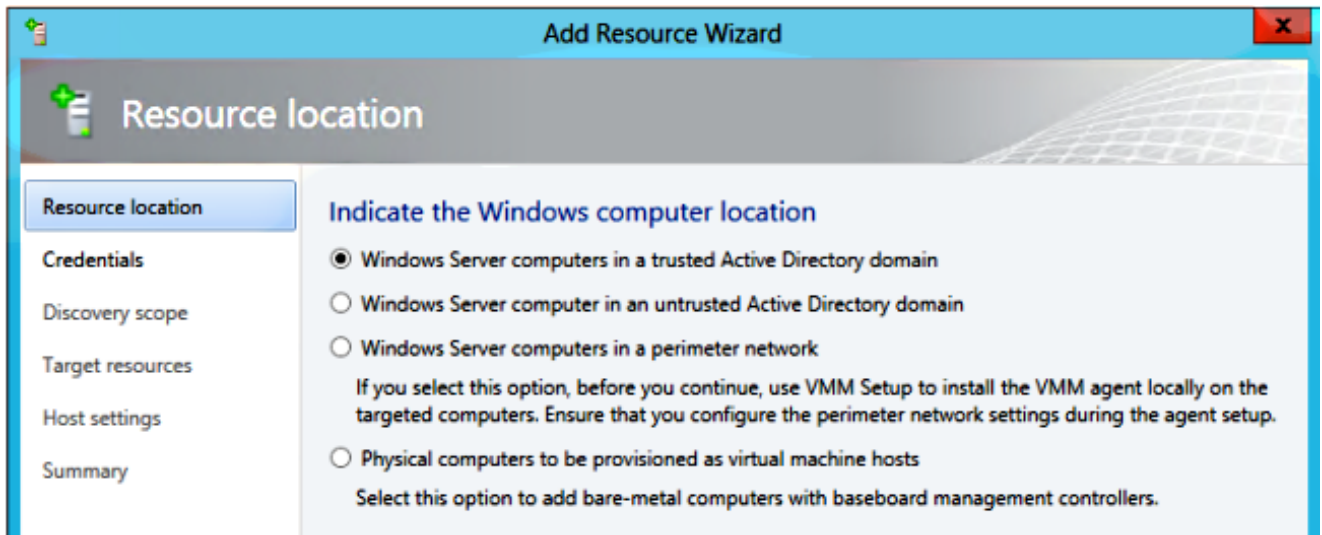 Add Resource Wizard
x
Resource location
Resource location
Credentials
Discovery scope
Target resources
Host settings
Summary
Indicate the Windows computer location
Windows Server computers in a trusted Active Directory domain
Windows Server computer in an untrusted Active Directory domain
Windows Server computers in a perimeter network
If you select this option, before you continue, use VMM Setup to install the VMM agent locally on the
targeted computers. Ensure that you configure the perimeter network settings during the agent setup.
Physical computers to be provisioned as virtual machine hosts
Select this option to add bare-metal computers with baseboard management controllers.